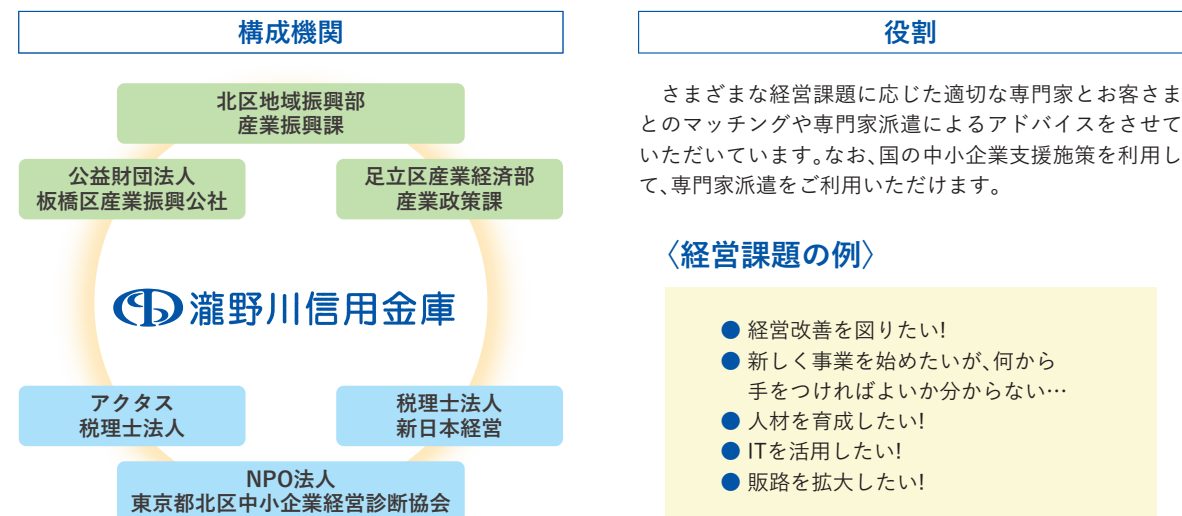 構成機関
北区地域振興部
産業振興課
公益財団法人
板橋区産業振興公社
足立区産業経済部
産業政策課
瀧野川信用金庫
アクタス
税理士法人
税理士法人
新日本経営
NPO法人
東京都北区中小企業経営診断協会
役割
さまざまな経営課題に応じた適切な専門家とお客さま
とのマッチングや専門家派遣によるアドバイスをさせて
いただいています。なお、国の中小企業支援施策を利用し
て、専門家派遣をご利用いただけます。
〈経営課題の例〉
● 経営改善を図りたい!
● 新しく事業を始めたいが、何から
手をつければよいか分からない…
● 人材を育成したい!
● ITを活用したい!
● 販路を拡大したい!